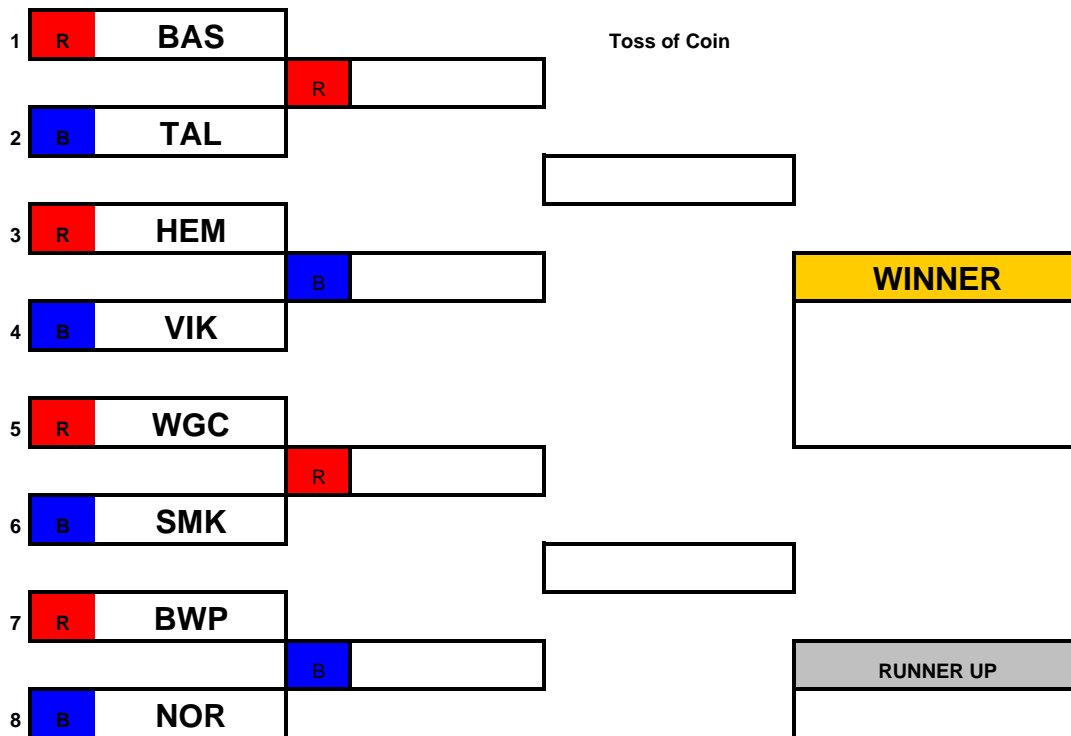 1 R BAS Toss of Coin
R
2 B TAL
3 R HEM
B WINNER
4 B VIK
5 R WGC
R
6 B SMK
7 R BWP
B RUNNER UP
8 B NOR